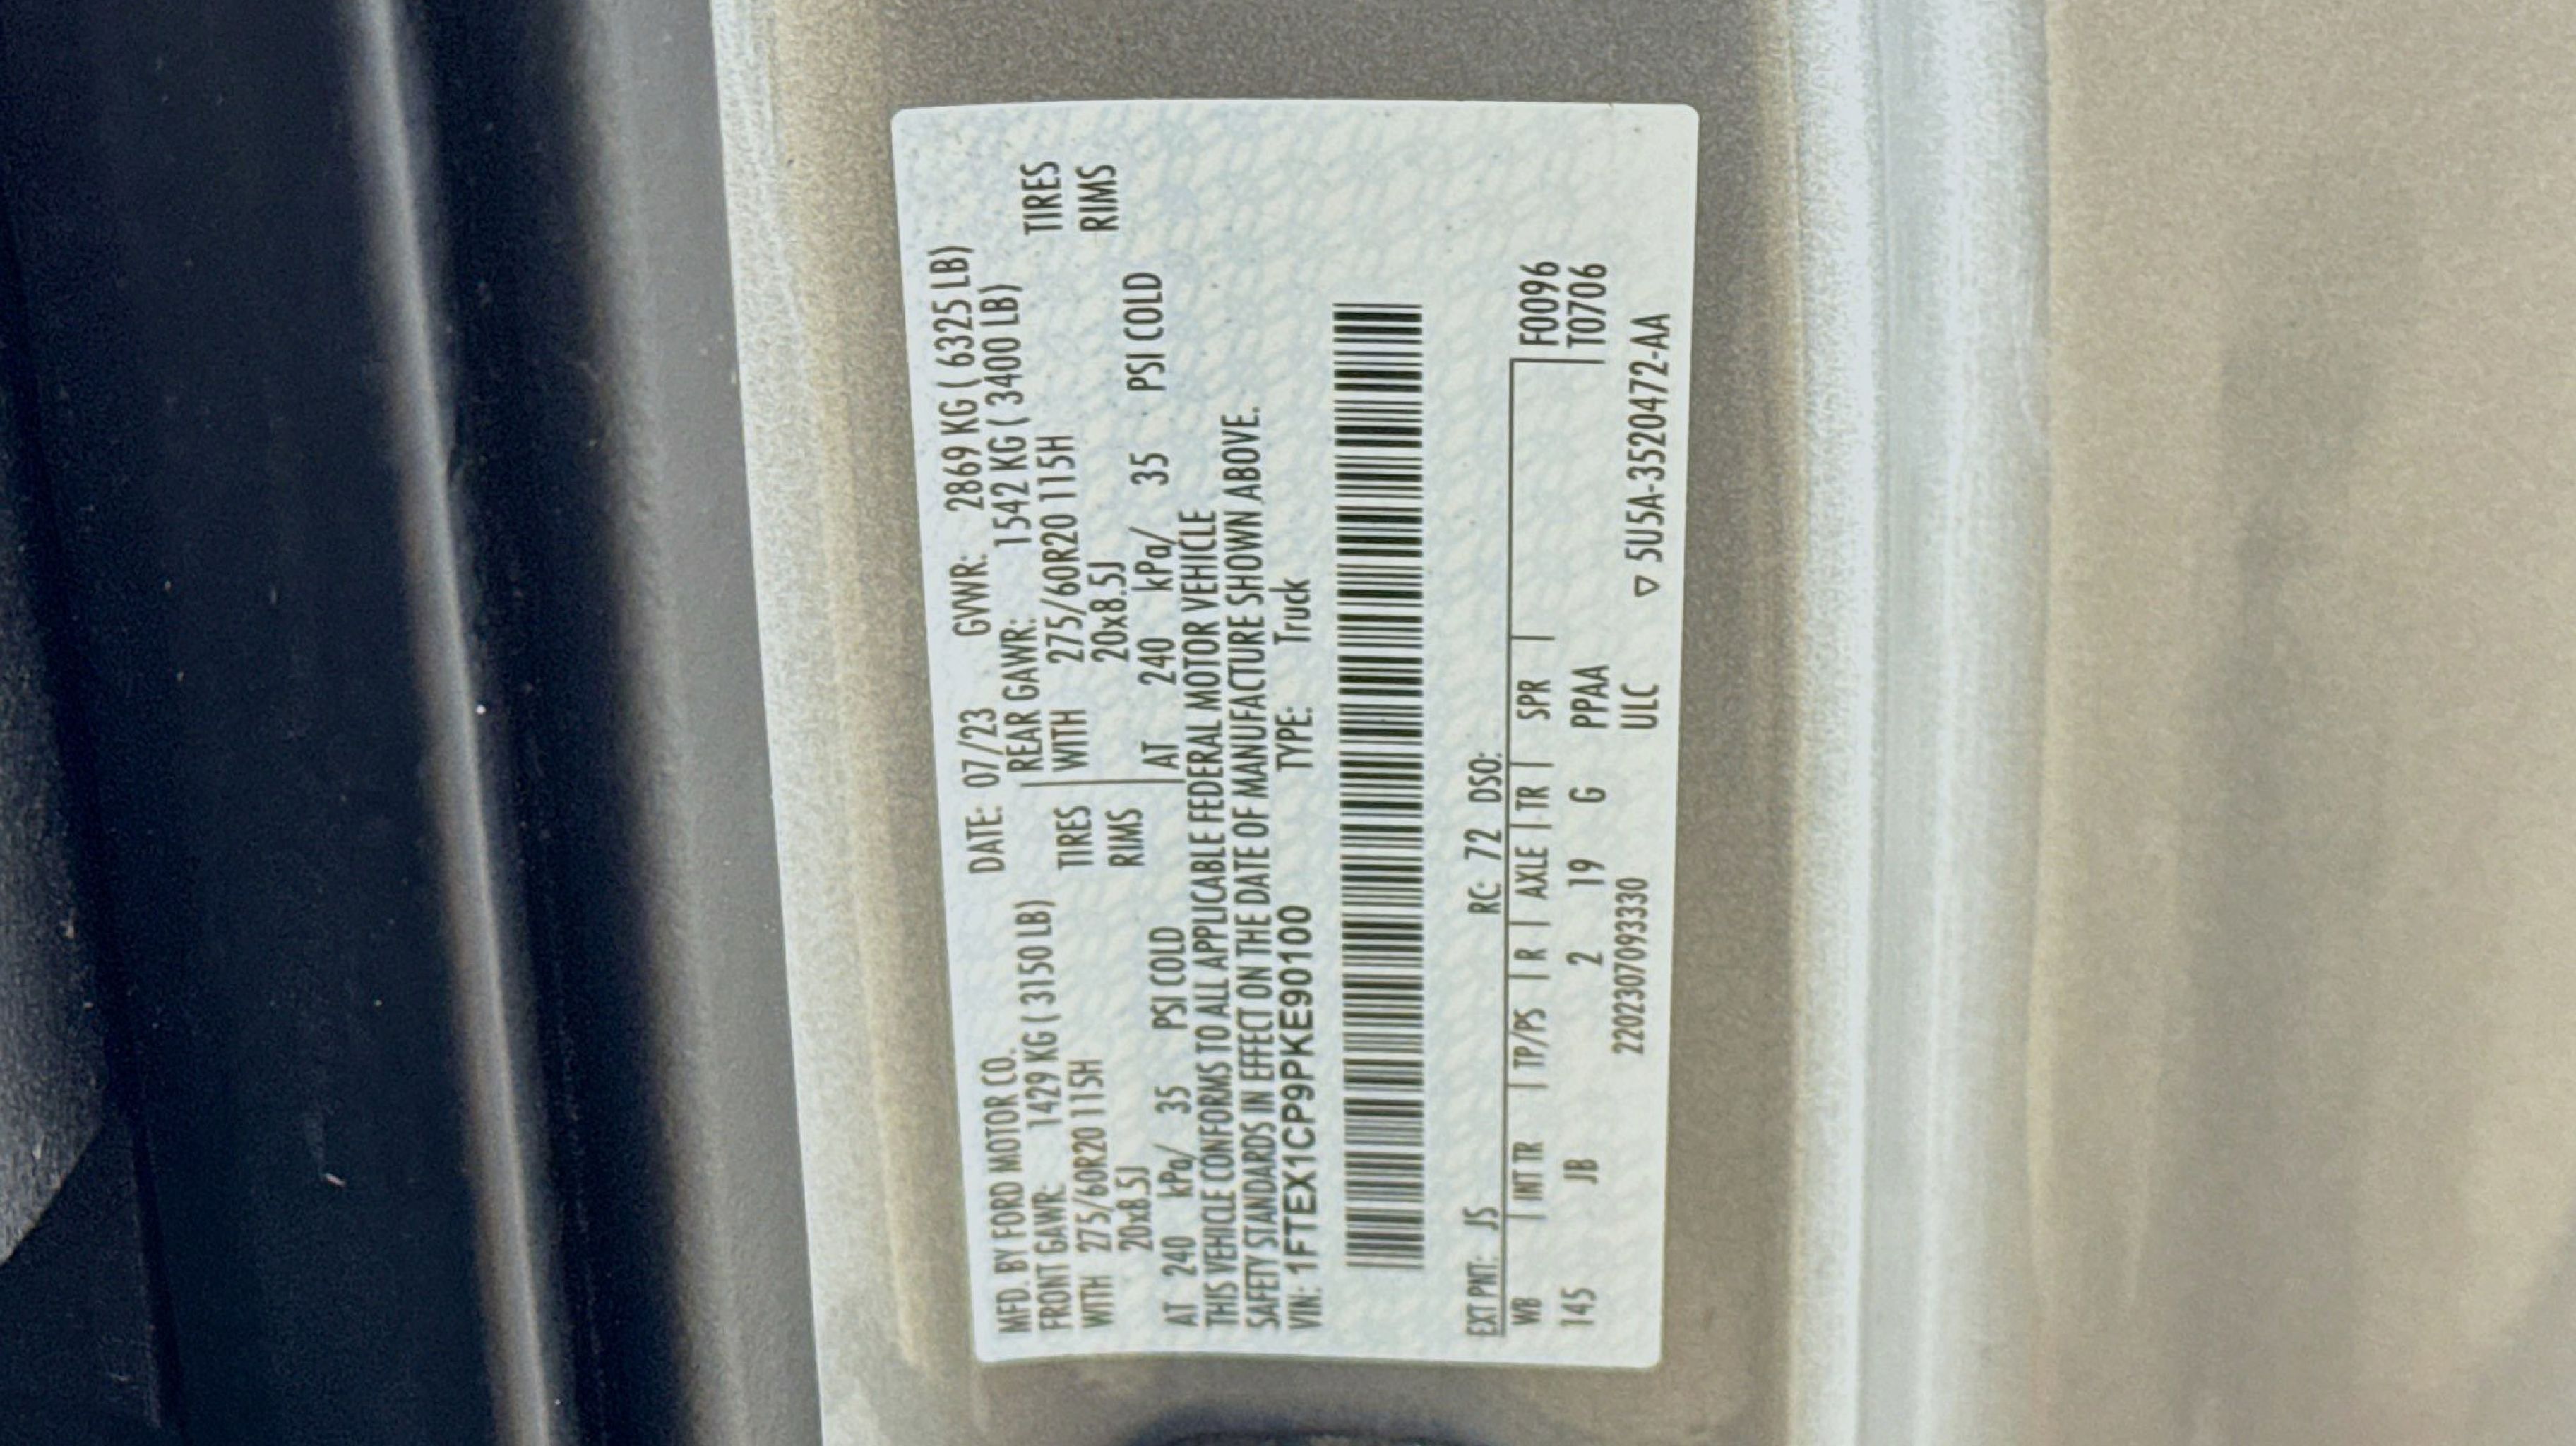 MFD. BY FORD MOTOR CO. DATE: 07/23 GVWR: 2869 KG ( 6325 LB)
FRONT GAWR: 1429 KG ( 3150 LB) REAR GAWR: 1542 KG ( 3400 LB)
WITH 275/60R20 115H TIRES WITH 275/60R20 115H TIRES
20x8.5J RIMS 20x8.5J RIMS
AT 240 kPa/ 35 PSI COLD AT 240 kPa/ 35 PSI COLD
THIS VEHICLE CONFORMS TO ALL APPLICABLE FEDERAL MOTOR VEHICLE
SAFETY STANDARDS IN EFFECT ON THE DATE OF MANUFACTURE SHOWN ABOVE.
VIN: 1FTEX1CP9PKE90100 TYPE: Truck
EXT PNT: JS RC: 72 DSO:
WB | INT TR | TP/PS | R | AXLE | TR | SPR | F0096
145 JB 2 19 G PPAA T0706
220230709330 ULC ▽ 5U5A-3520472-AA